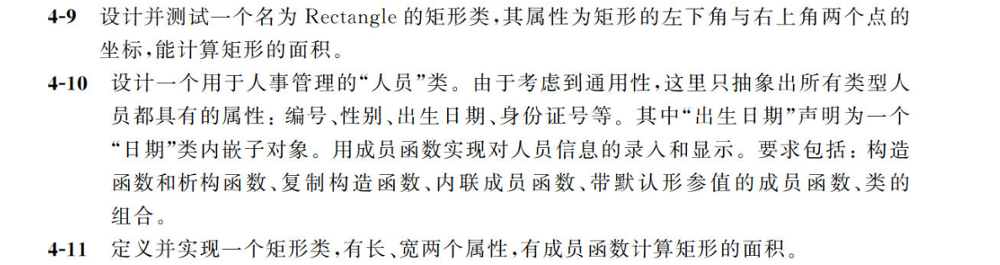 4-9 设计并测试一个名为 Rectangle 的矩形类,其属性为矩形的左下角与右上角两个点的
坐标,能计算矩形的面积。
4-10 设计一个用于人事管理的“人员”类。由于考虑到通用性,这里只抽象出所有类型人
员都具有的属性:编号、性别、出生日期、身份证号等。其中“出生日期”声明为一个
“日期”类内嵌子对象。用成员函数实现对人员信息的录入和显示。要求包括:构造
函数和析构函数、复制构造函数、内联成员函数、带默认形参值的成员函数、类的
组合。
4-11 定义并实现一个矩形类,有长、宽两个属性,有成员函数计算矩形的面积。